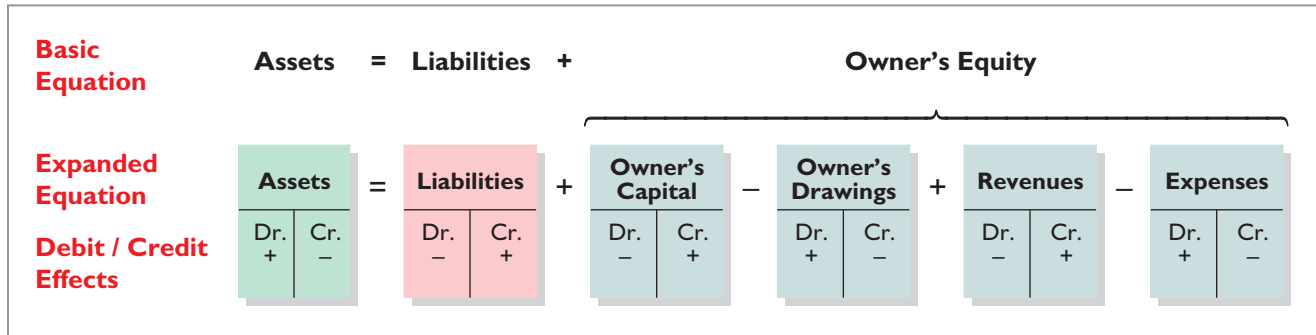 Basic
Equation
Assets = Liabilities + Owner's Equity
Expanded
Equation
Assets = Liabilities + Owner's
Capital – Owner's
Drawings + Revenues – Expenses
Debit / Credit
Effects
Dr. Cr. Dr. Cr. Dr. Cr. Dr. Cr. Dr. Cr. Dr. Cr.
+ – – + – + + – – + + –